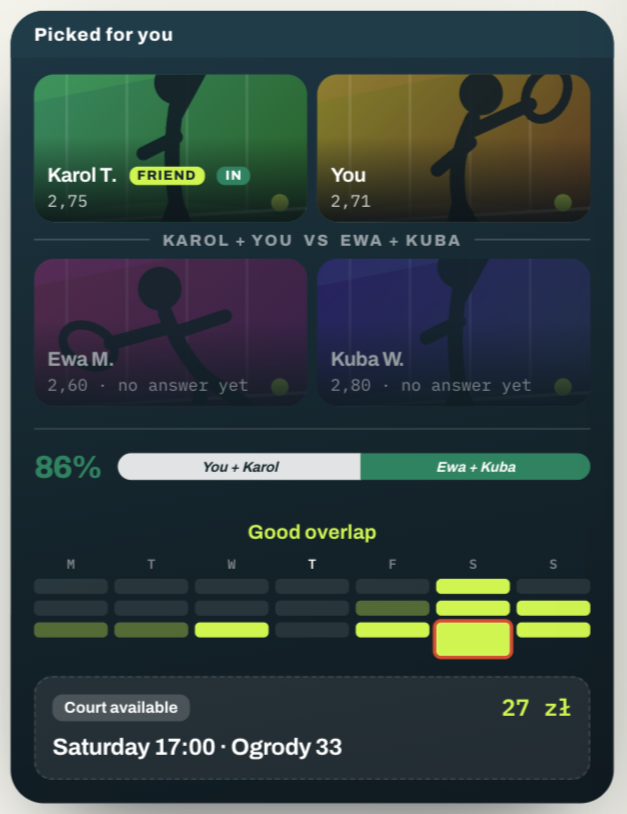 Picked for you
Karol T. FRIEND IN
2,75
You
2,71
KAROL + YOU VS EWA + KUBA
Ewa M.
2,60 · no answer yet
Kuba W.
2,80 · no answer yet
86% You + Karol Ewa + Kuba
Good overlap
M T W T F S S
Court available 27 zł
Saturday 17:00 · Ogrody 33